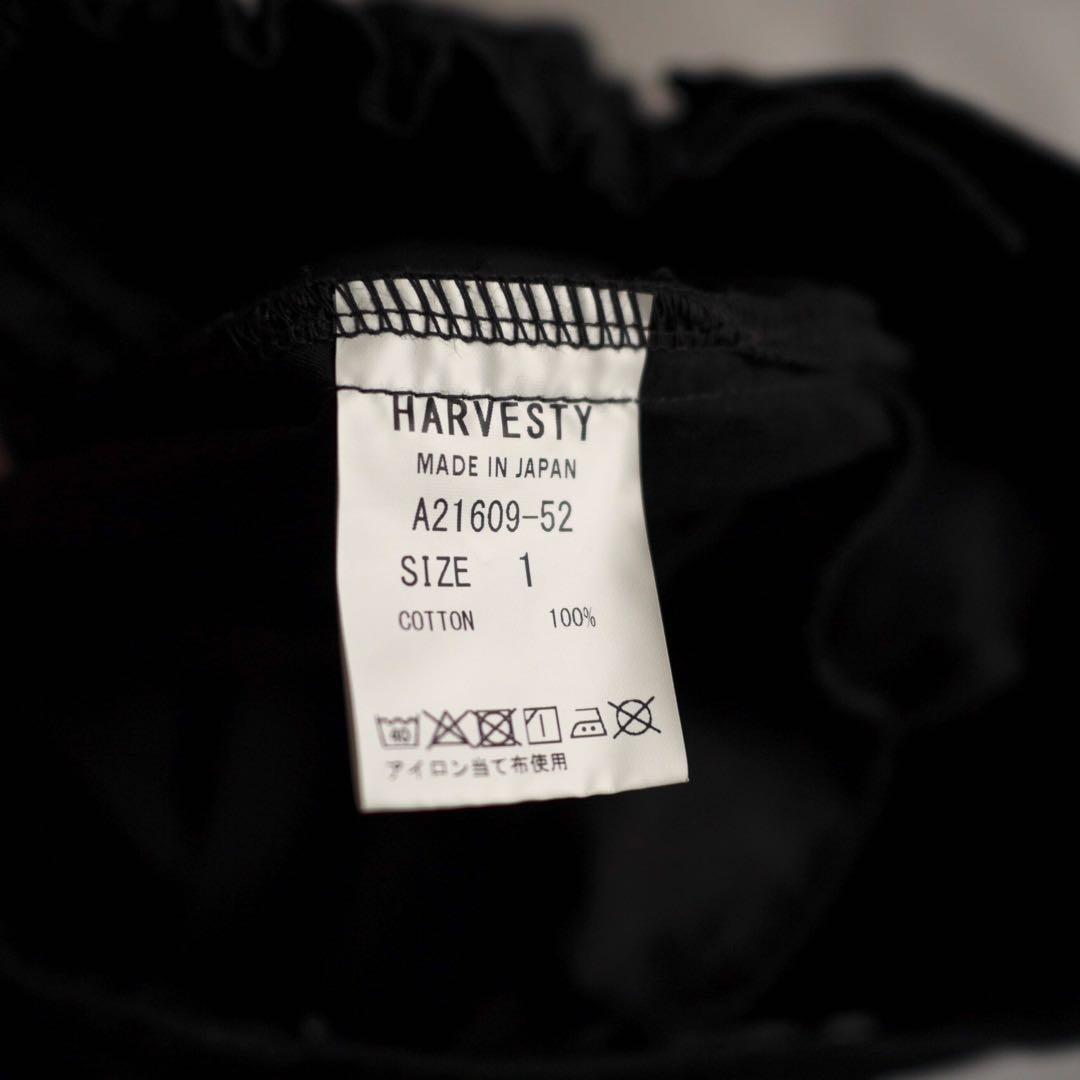 HARVESTY
MADE IN JAPAN
A21609-52
SIZE 1
COTTON 100%
40
アイロン当て布使用